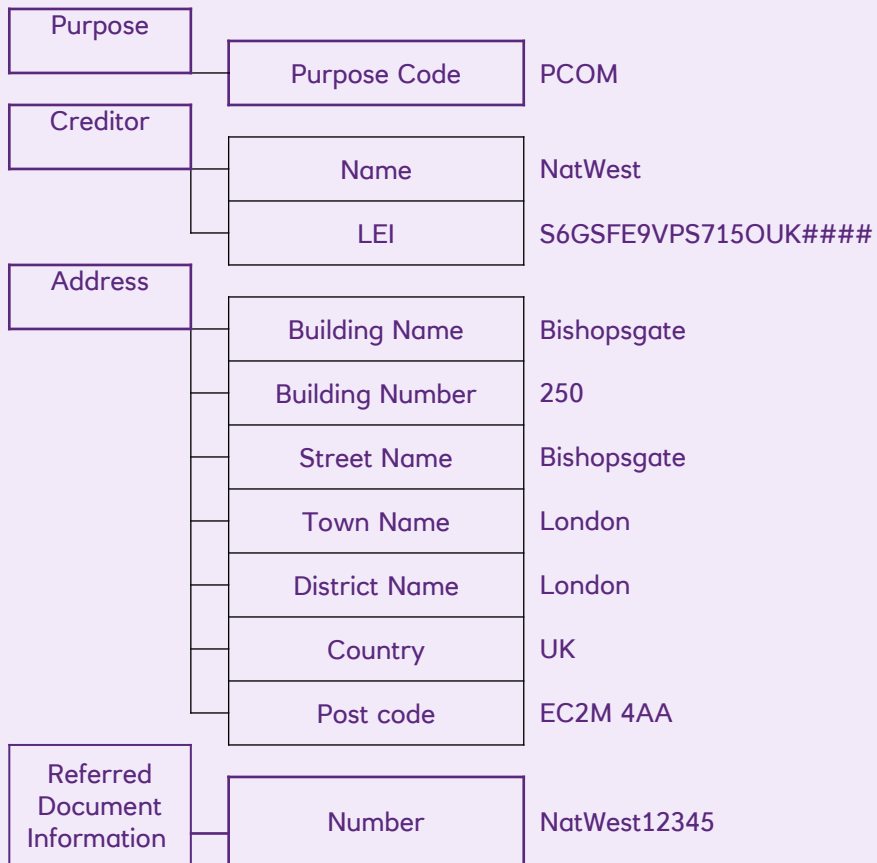 Purpose
Purpose Code PCOM
Creditor
Name NatWest
LEI S6GSFE9VPS715OUK####
Address
Building Name Bishopsgate
Building Number 250
Street Name Bishopsgate
Town Name London
District Name London
Country UK
Post code EC2M 4AA
Referred
Document
Information
Number NatWest12345